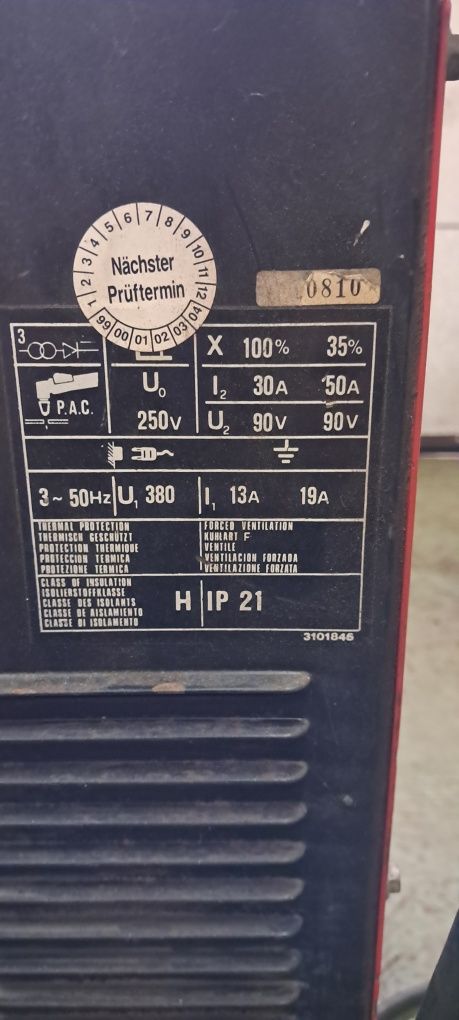 1 2 3 4 5 6 7 8 9 10 11 12
Nächster
Prüftermin
99 00 01 02 03 04
0810
3
X 100% 35%
P.A.C.
U0
250V
I2 30A 50A
U2 90V 90V
3~50Hz U1 380 I1 13A 19A
THERMAL PROTECTION
THERMISCH GESCHÜTZT
PROTECTION THERMIQUE
PROTECCION TERMICA
PROTEZIONE TERMICA
FORCED VENTILATION
KUHLART F
VENTILE
VENTILACION FORZADA
VENTILAZIONE FORZATA
CLASS OF INSULATION
ISOLIERSTOFFKLASSE
CLASSE DES ISOLANTS
CLASE DE AISLAMIENTO
CLASSE DI ISOLAMENTO
H IP 21
3101845